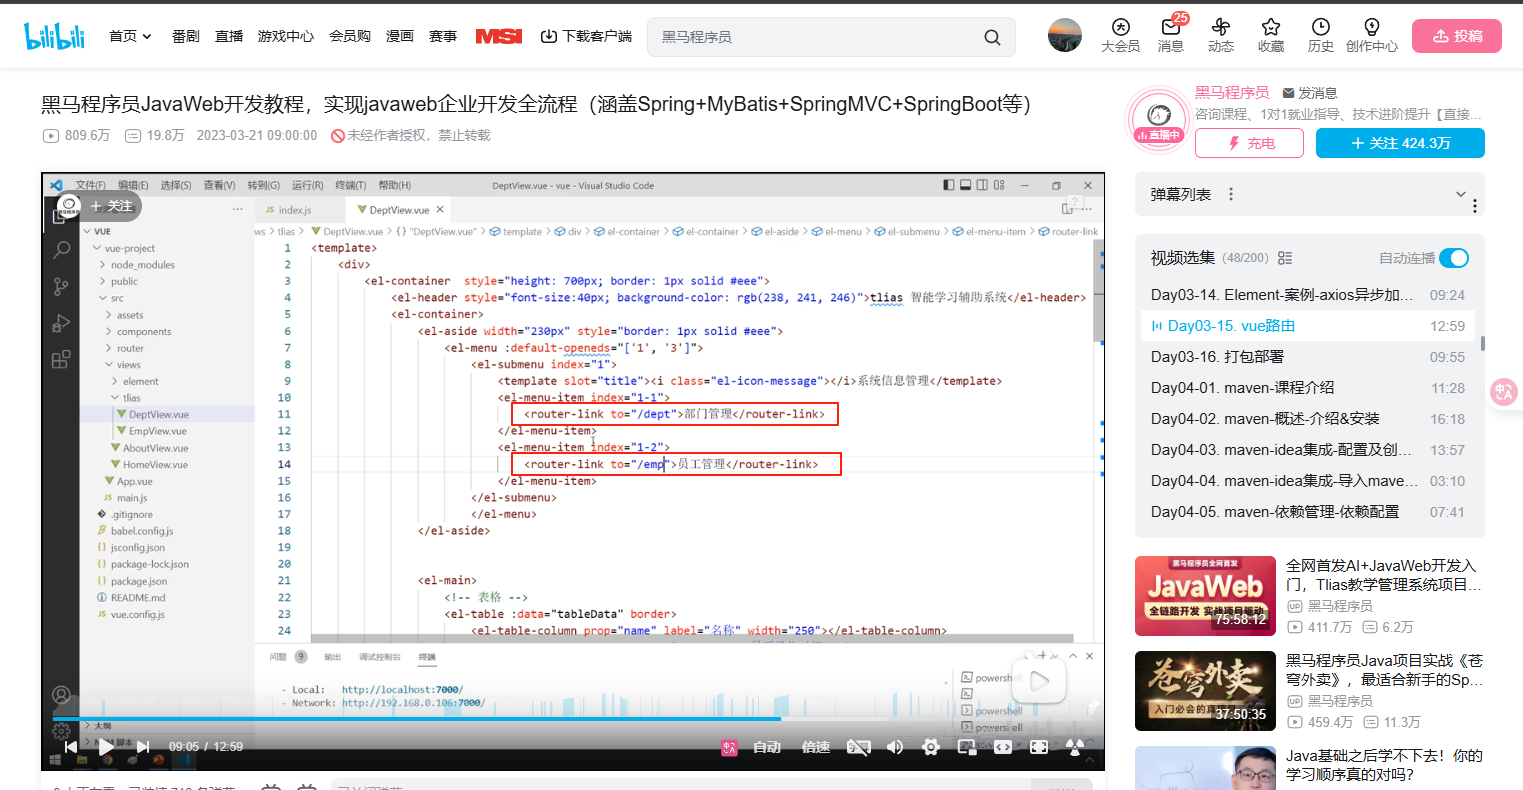 bilibili
首页
番剧
直播
游戏中心
会员购
漫画
赛事
MSI
下载客户端
黑马程序员
大会员
25
消息
动态
收藏
历史
创作中心
投稿
黑马程序员JavaWeb开发教程，实现javaweb企业开发全流程（涵盖Spring+MyBatis+SpringMVC+SpringBoot等）
809.6万 19.8万 2023-03-21 09:00:00 未经作者授权，禁止转载
直播中
黑马程序员 发消息
咨询课程、1对1就业指导、技术进阶提升【直接...
充电
+ 关注 424.3万
文件(F) 编辑(E) 选择(S) 查看(V) 转到(G) 运行(R) 终端(T) 帮助(H) DeptView.vue - vue - Visual Studio Code
+ 关注
...
JS index.js
DeptView.vue ×
ws > tlias > DeptView.vue > {} "DeptView.vue" > template > div > el-container > el-container > el-aside > el-menu > el-submenu > el-menu-item > router-link
VUE
vue-project
node_modules
public
src
assets
components
router
views
element
tlias
DeptView.vue
EmpView.vue
AboutView.vue
HomeView.vue
App.vue
JS main.js
.gitignore
babel.config.js
{} jsconfig.json
{} package-lock.json
{} package.json
README.md
JS vue.config.js
大纲
NPM 脚本
1 <template>
2 <div>
3 <el-container  style="height: 700px; border: 1px solid #eee">
4 <el-header style="font-size:40px; background-color: rgb(238, 241, 246)">tlias 智能学习辅助系统</el-header>
5 <el-container>
6 <el-aside width="230px" style="border: 1px solid #eee">
7 <el-menu :default-openeds="['1', '3']">
8 <el-submenu index="1">
9 <template slot="title"><i class="el-icon-message"></i>系统信息管理</template>
10 <el-menu-item index="1-1">
11 <router-link to="/dept">部门管理</router-link>
12 </el-menu-item>
13 <el-menu-item index="1-2">
14 <router-link to="/emp">员工管理</router-link>
15 </el-menu-item>
16 </el-submenu>
17 </el-menu>
18 </el-aside>
19
20
21 <el-main>
22 <!-- 表格 -->
23 <el-table :data="tableData" border>
24 <el-table-column prop="name" label="名称" width="250"></el-table-column>
问题 9 输出 调试控制台 终端
- Local: http://localhost:7000/
- Network: http://192.168.0.106:7000/
powershell
powershell
powershell
09:05 / 12:59
自动 倍速
弹幕列表
视频选集 (48/200) 自动连播
Day03-14. Element-案例-axios异步加... 09:24
Day03-15. vue路由 12:59
Day03-16. 打包部署 09:55
Day04-01. maven-课程介绍 11:28
Day04-02. maven-概述-介绍&安装 16:18
Day04-03. maven-idea集成-配置及创... 13:57
Day04-04. maven-idea集成-导入mave... 03:10
Day04-05. maven-依赖管理-依赖配置 07:41
黑马程序员全网首发
JavaWeb
全链路开发 实战项目驱动
75:58:12
全网首发AI+JavaWeb开发入
门，Tlias教学管理系统项目...
UP 黑马程序员
411.7万 6.2万
苍穹外卖
37:50:35
黑马程序员Java项目实战《苍
穹外卖》，最适合新手的Sp...
UP 黑马程序员
459.4万 11.3万
Java基础之后学不下去！你的
学习顺序真的对吗？